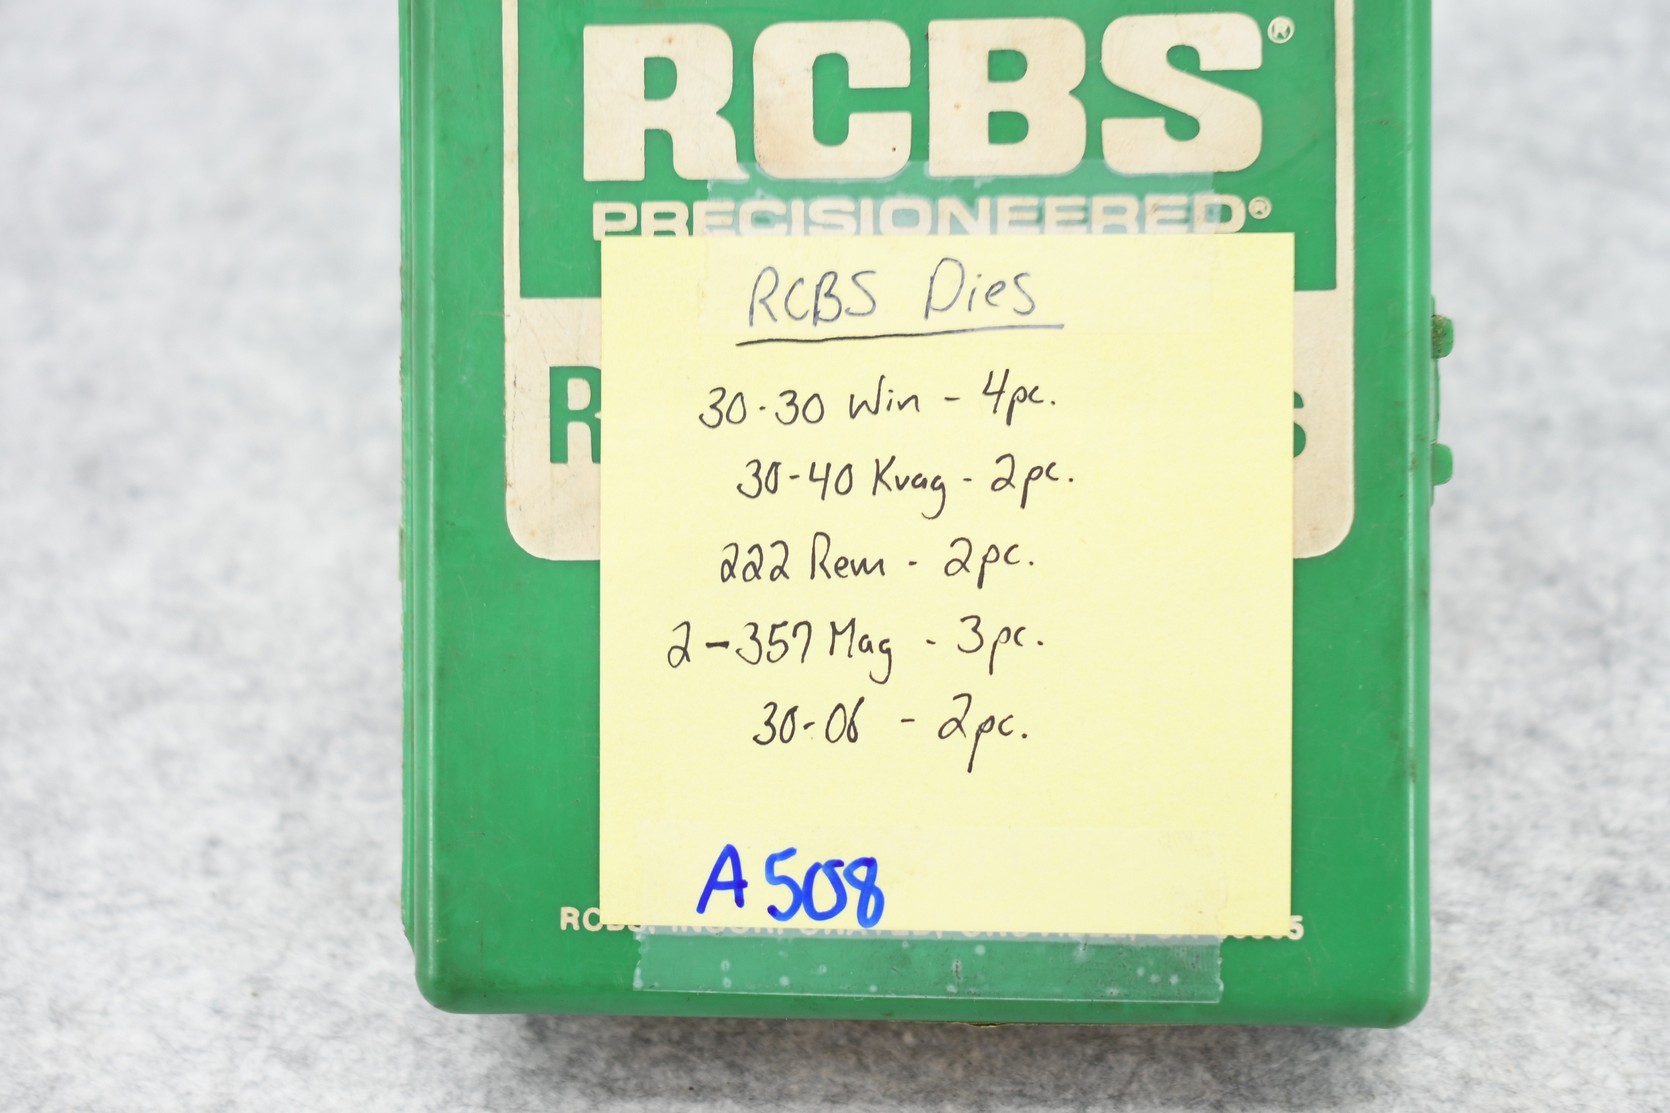 RCBS®
PRECISIONEERED®
RCBS Dies
30-30 Win - 4pc.
30-40 Krag - 2pc.
222 Rem - 2pc.
2-357 Mag - 3pc.
30-06 - 2pc.
A508